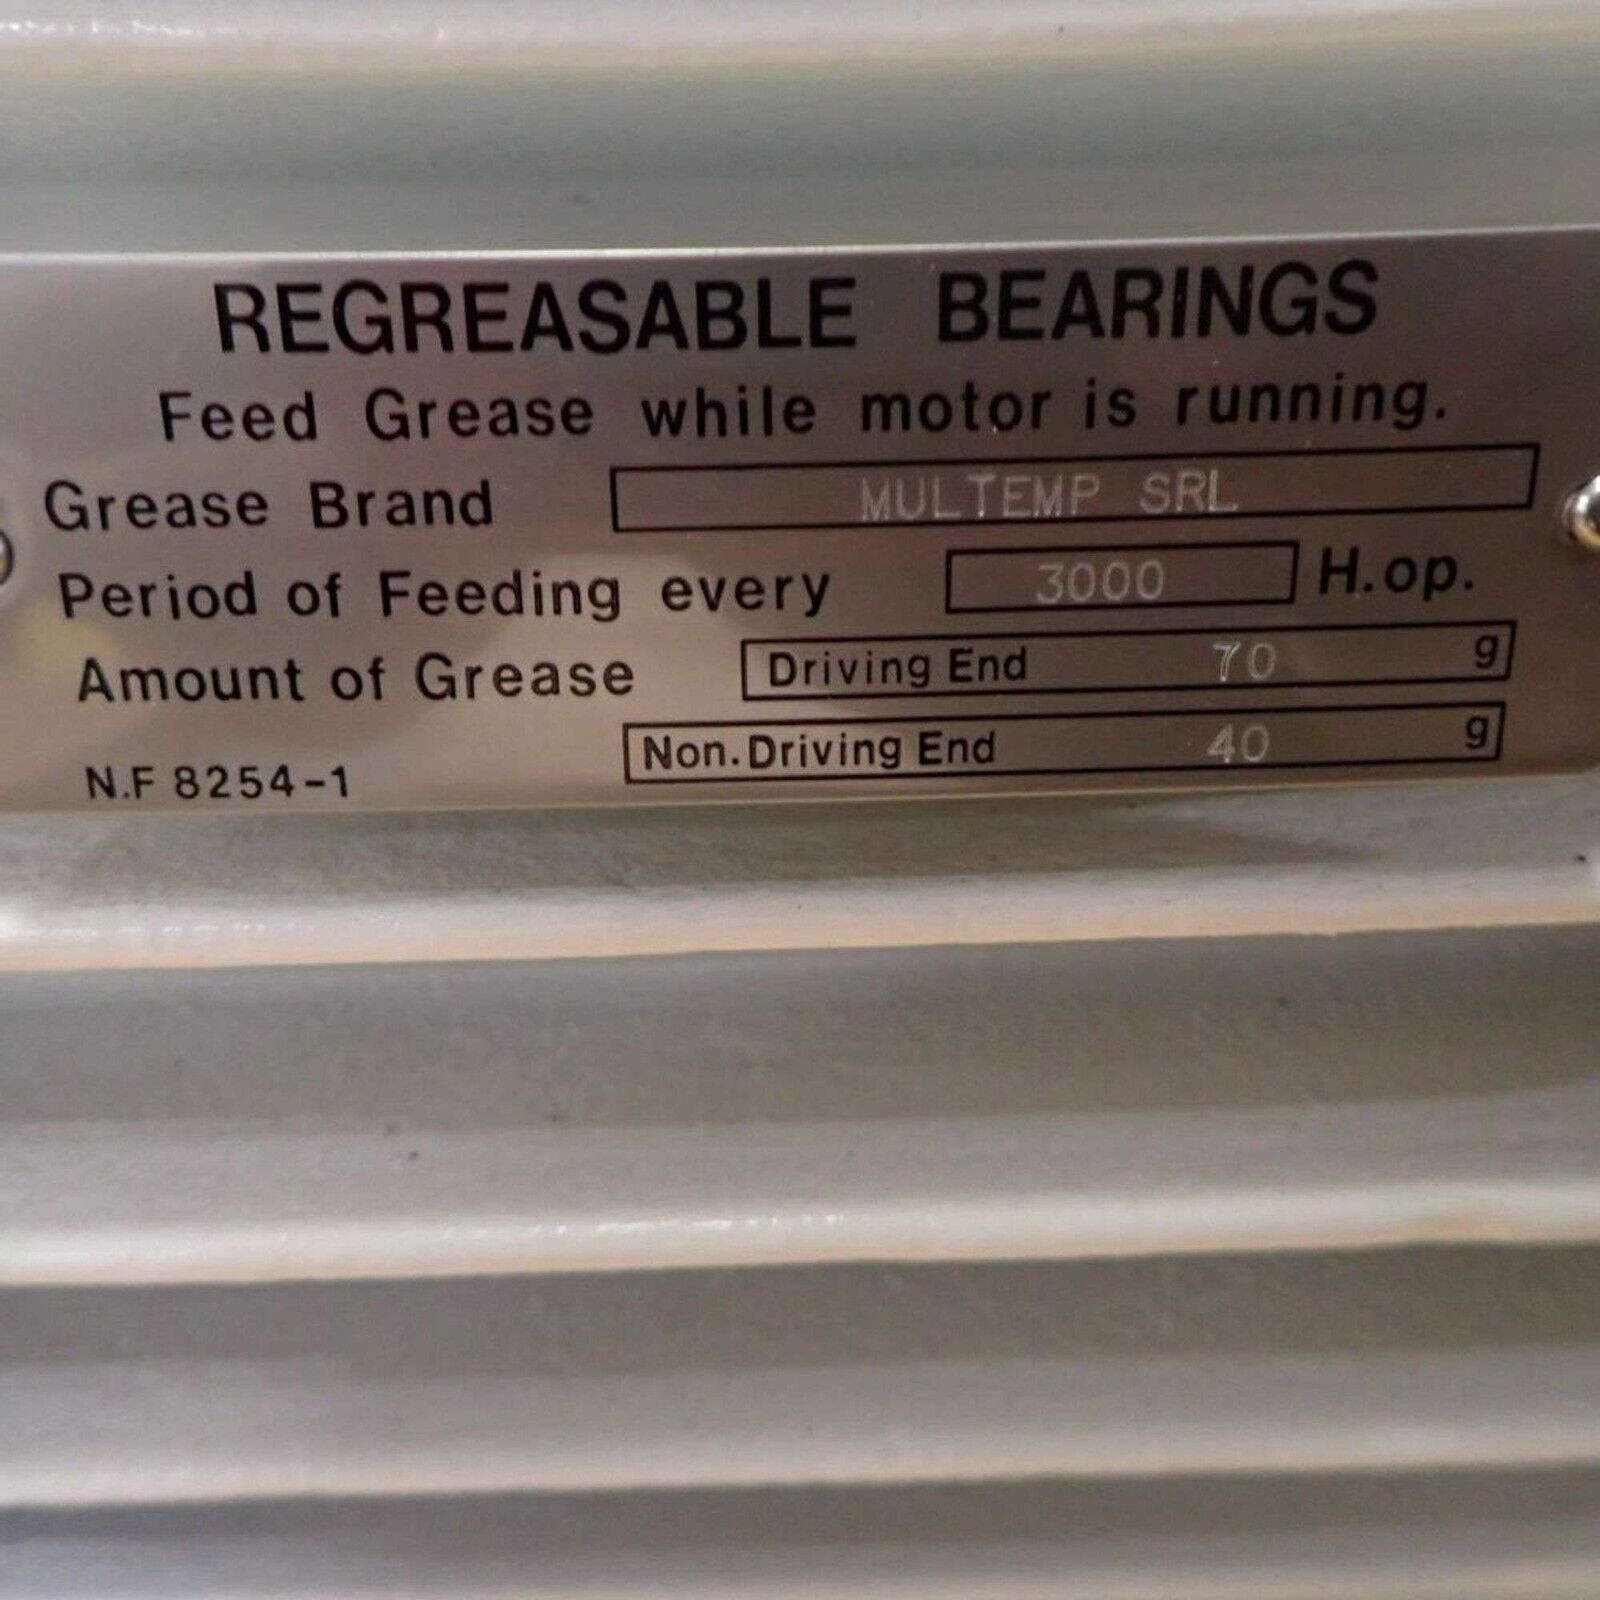 REGREASABLE BEARINGS
Feed Grease while motor is running.
Grease Brand MULTEMP SRL
Period of Feeding every 3000 H.op.
Amount of Grease Driving End 70 g
Non.Driving End 40 g
N.F 8254-1